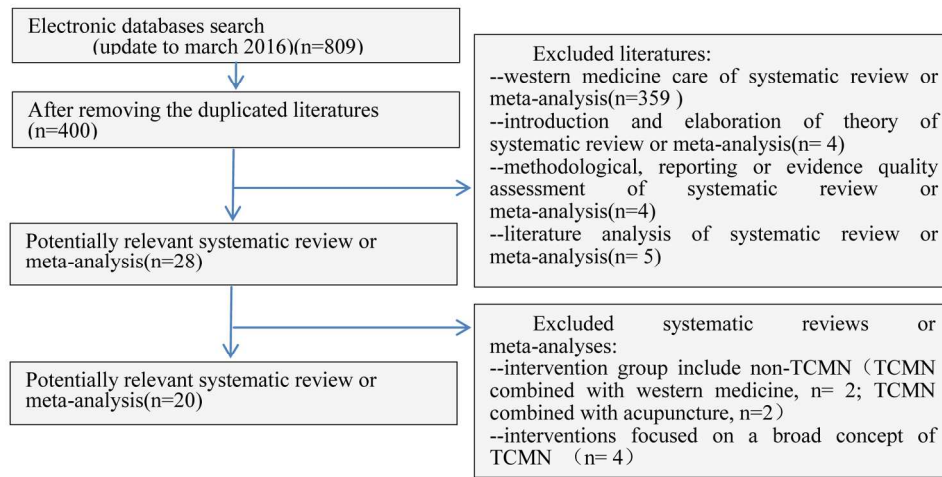 Electronic databases search
(update to march 2016)(n=809)
After removing the duplicated literatures
(n=400)
Potentially relevant systematic review or
meta-analysis(n=28)
Potentially relevant systematic review or
meta-analysis(n=20)
Excluded literatures:
--western medicine care of systematic review or
meta-analysis(n=359 )
--introduction and elaboration of theory of
systematic review or meta-analysis(n= 4)
--methodological, reporting or evidence quality
assessment of systematic review or
meta-analysis(n=4)
--literature analysis of systematic review or
meta-analysis(n= 5)
Excluded systematic reviews or
meta-analyses:
--intervention group include non-TCMN（TCMN
combined with western medicine, n= 2; TCMN
combined with acupuncture, n=2）
--interventions focused on a broad concept of
TCMN （n= 4）